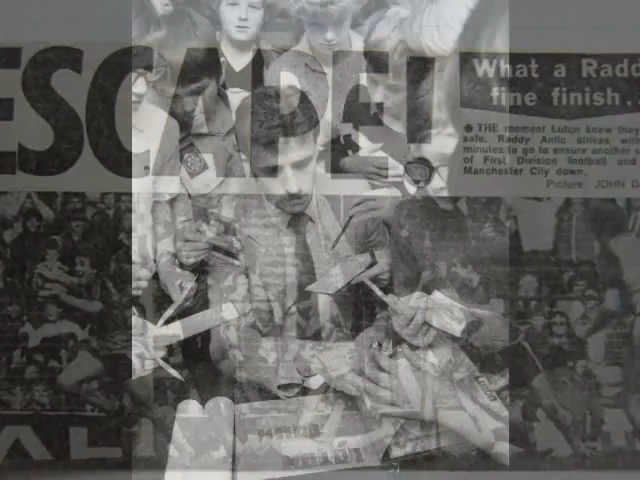 ESCAPE!
What a Radd
fine finish..
● THE moment Luton knew they
safe. Raddy Antic strikes with
minutes to go to ensure another s
of First Division football and
Manchester City down.
Picture: JOHN D